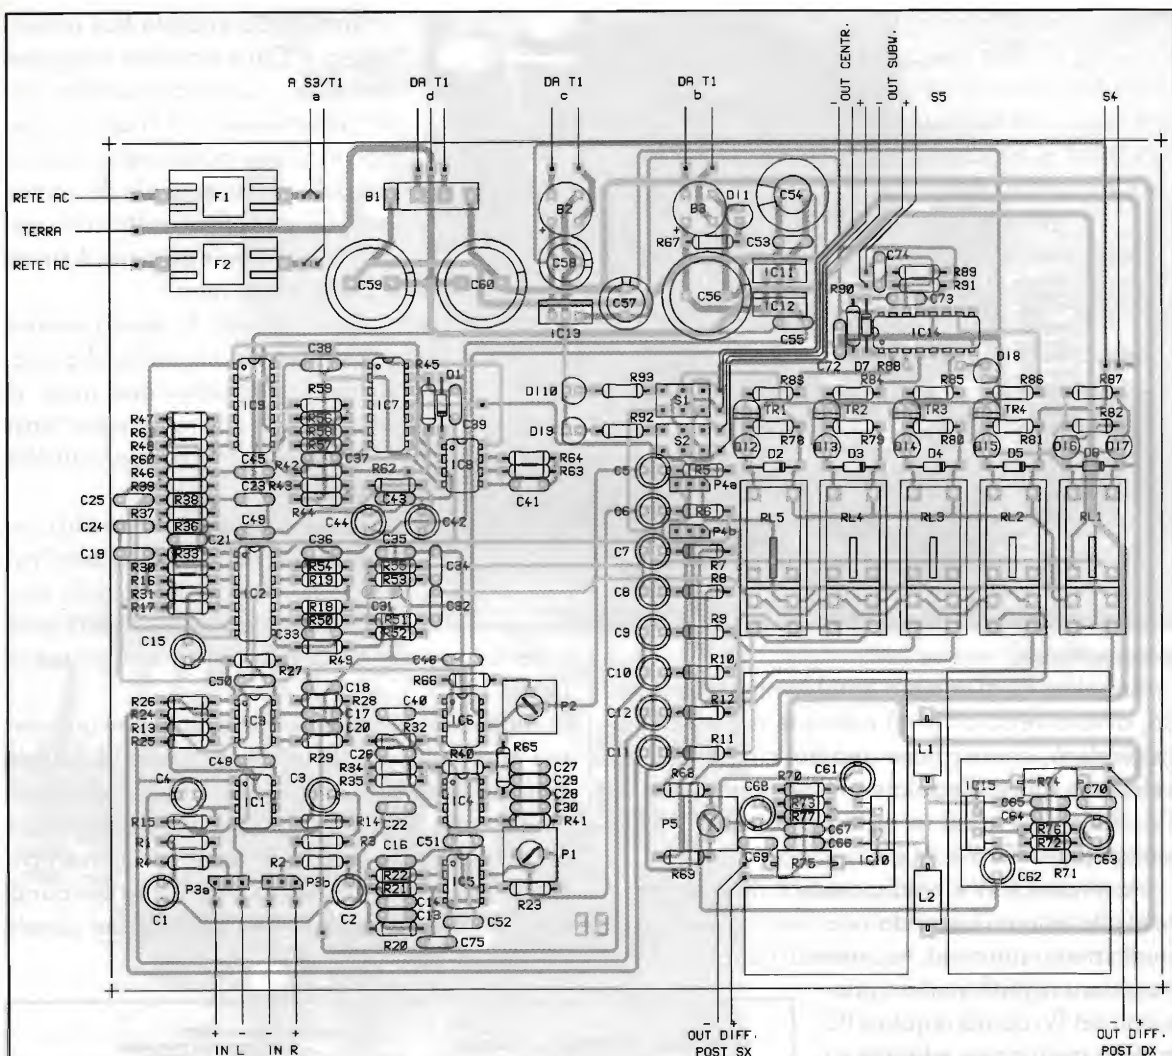 A S3/T1 a
DA T1 d
DA T1 c
DA T1 b
- OUT CENTR. +
- OUT SUBW. +
S5
S4
RETE AC
F1
B1
B2
B3
D11
C54
TERRA
R67
C53
RETE AC
F2
C59
C60
C58
C57
C56
IC11
IC12
C55
IC13
C74
R89
R91
C73
R90
IC14
C72
D7
R88
D18
C38
R59
IC9
IC7
R45
D1
C39
R93
D110
S1
R92
D19
S2
R83
R84
R85
R86
R87
TR1
TR2
TR3
TR4
R82
R78
R79
R80
R81
D12
D13
D14
D15
D16
D17
D2
D3
D4
D5
D6
R47
R48
R60
R46
R39
R38
R37
R36
R33
R30
R16
R31
R17
C25
C24
C19
C21
C45
C23
C49
R57
R42
R43
R44
C37
R62
C43
IC8
R64
R63
C41
C44
C42
C5
R5
P4a
C6
R6
P4b
C7
R7
C8
R8
C9
R9
C10
R10
C12
R12
C11
R11
RL5
RL4
RL3
RL2
RL1
C36
R54
R19
C35
R55
R53
C34
IC2
R18
R50
C33
R49
C31
R51
R52
C32
C15
R27
C50
C46
R66
R26
R24
R13
R25
IC3
C18
R28
C17
C20
R29
C40
R32
C26
R34
R35
IC6
P2
R40
R65
C27
C29
C28
C30
R41
C48
C4
C3
IC1
R15
R1
R4
R14
R3
R2
P3a
P3b
C1
C2
C22
IC4
C51
C16
R22
R21
C14
C13
R20
IC5
C52
C75
P1
R23
R68
P5
R69
C68
R70
R73
R77
C67
C66
C69
R75
C61
IC10
L1
L2
IC15
R74
C70
C65
C64
R76
R72
R71
C63
C62
+ - - +
IN L IN R
- +
OUT DIFF.
POST SX
- +
OUT DIFF.
POST DX